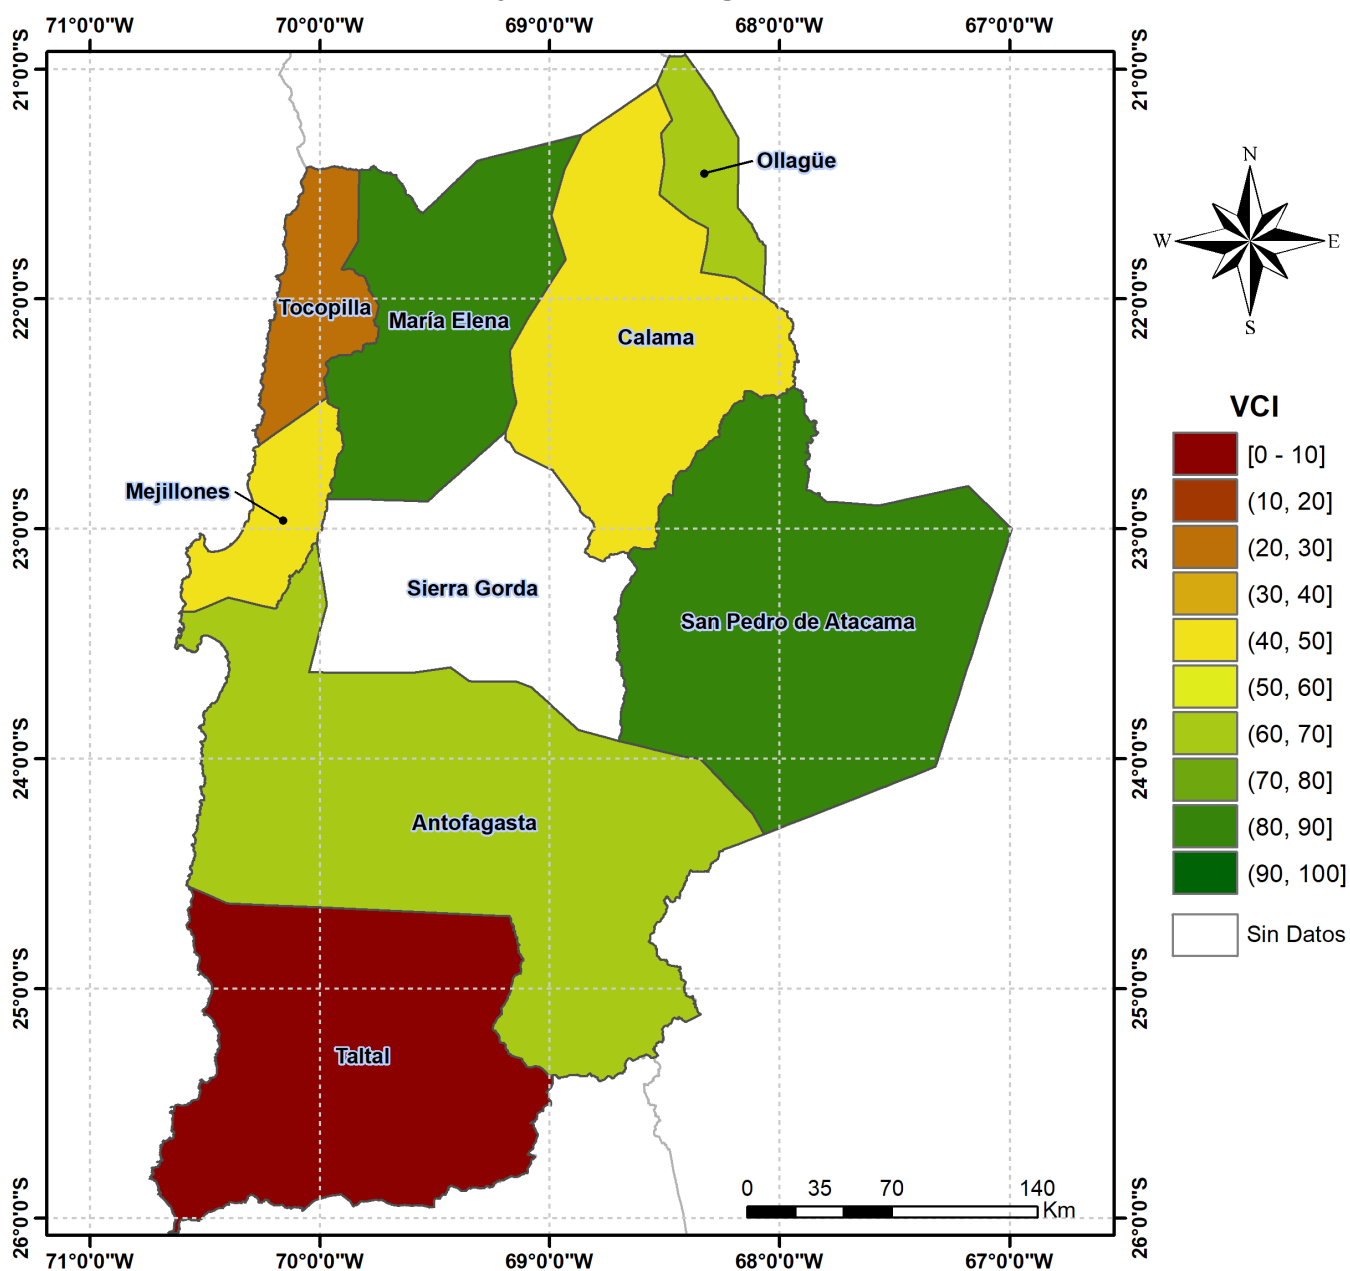 71°0'0"W 70°0'0"W 69°0'0"W 68°0'0"W 67°0'0"W
21°0'0"S 21°0'0"S
Ollagüe
N
W E
S
22°0'0"S 22°0'0"S
Tocopilla
María Elena
Calama
VCI
[0 - 10]
(10, 20]
(20, 30]
(30, 40]
(40, 50]
(50, 60]
(60, 70]
(70, 80]
(80, 90]
(90, 100]
Sin Datos
Mejillones
23°0'0"S 23°0'0"S
Sierra Gorda
San Pedro de Atacama
24°0'0"S 24°0'0"S
Antofagasta
25°0'0"S 25°0'0"S
Taltal
0 35 70 140
Km
26°0'0"S 26°0'0"S
71°0'0"W 70°0'0"W 69°0'0"W 68°0'0"W 67°0'0"W